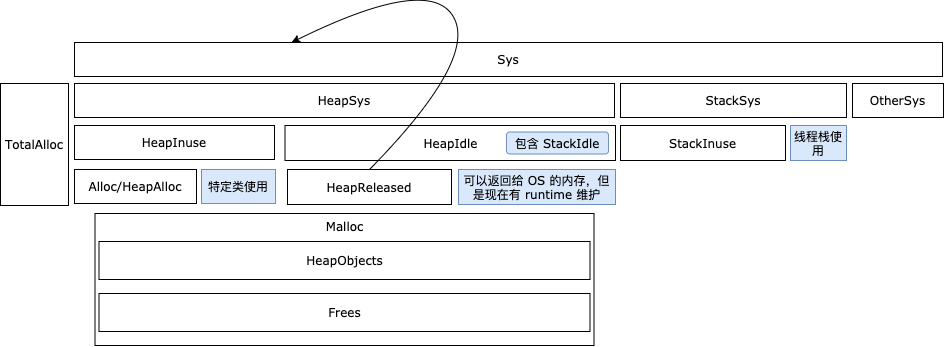 Sys
TotalAlloc
HeapSys
StackSys
OtherSys
HeapInuse
HeapIdle
包含 StackIdle
StackInuse
线程栈使
用
Alloc/HeapAlloc
特定类使用
HeapReleased
可以返回给 OS 的内存，但
是现在有 runtime 维护
Malloc
HeapObjects
Frees